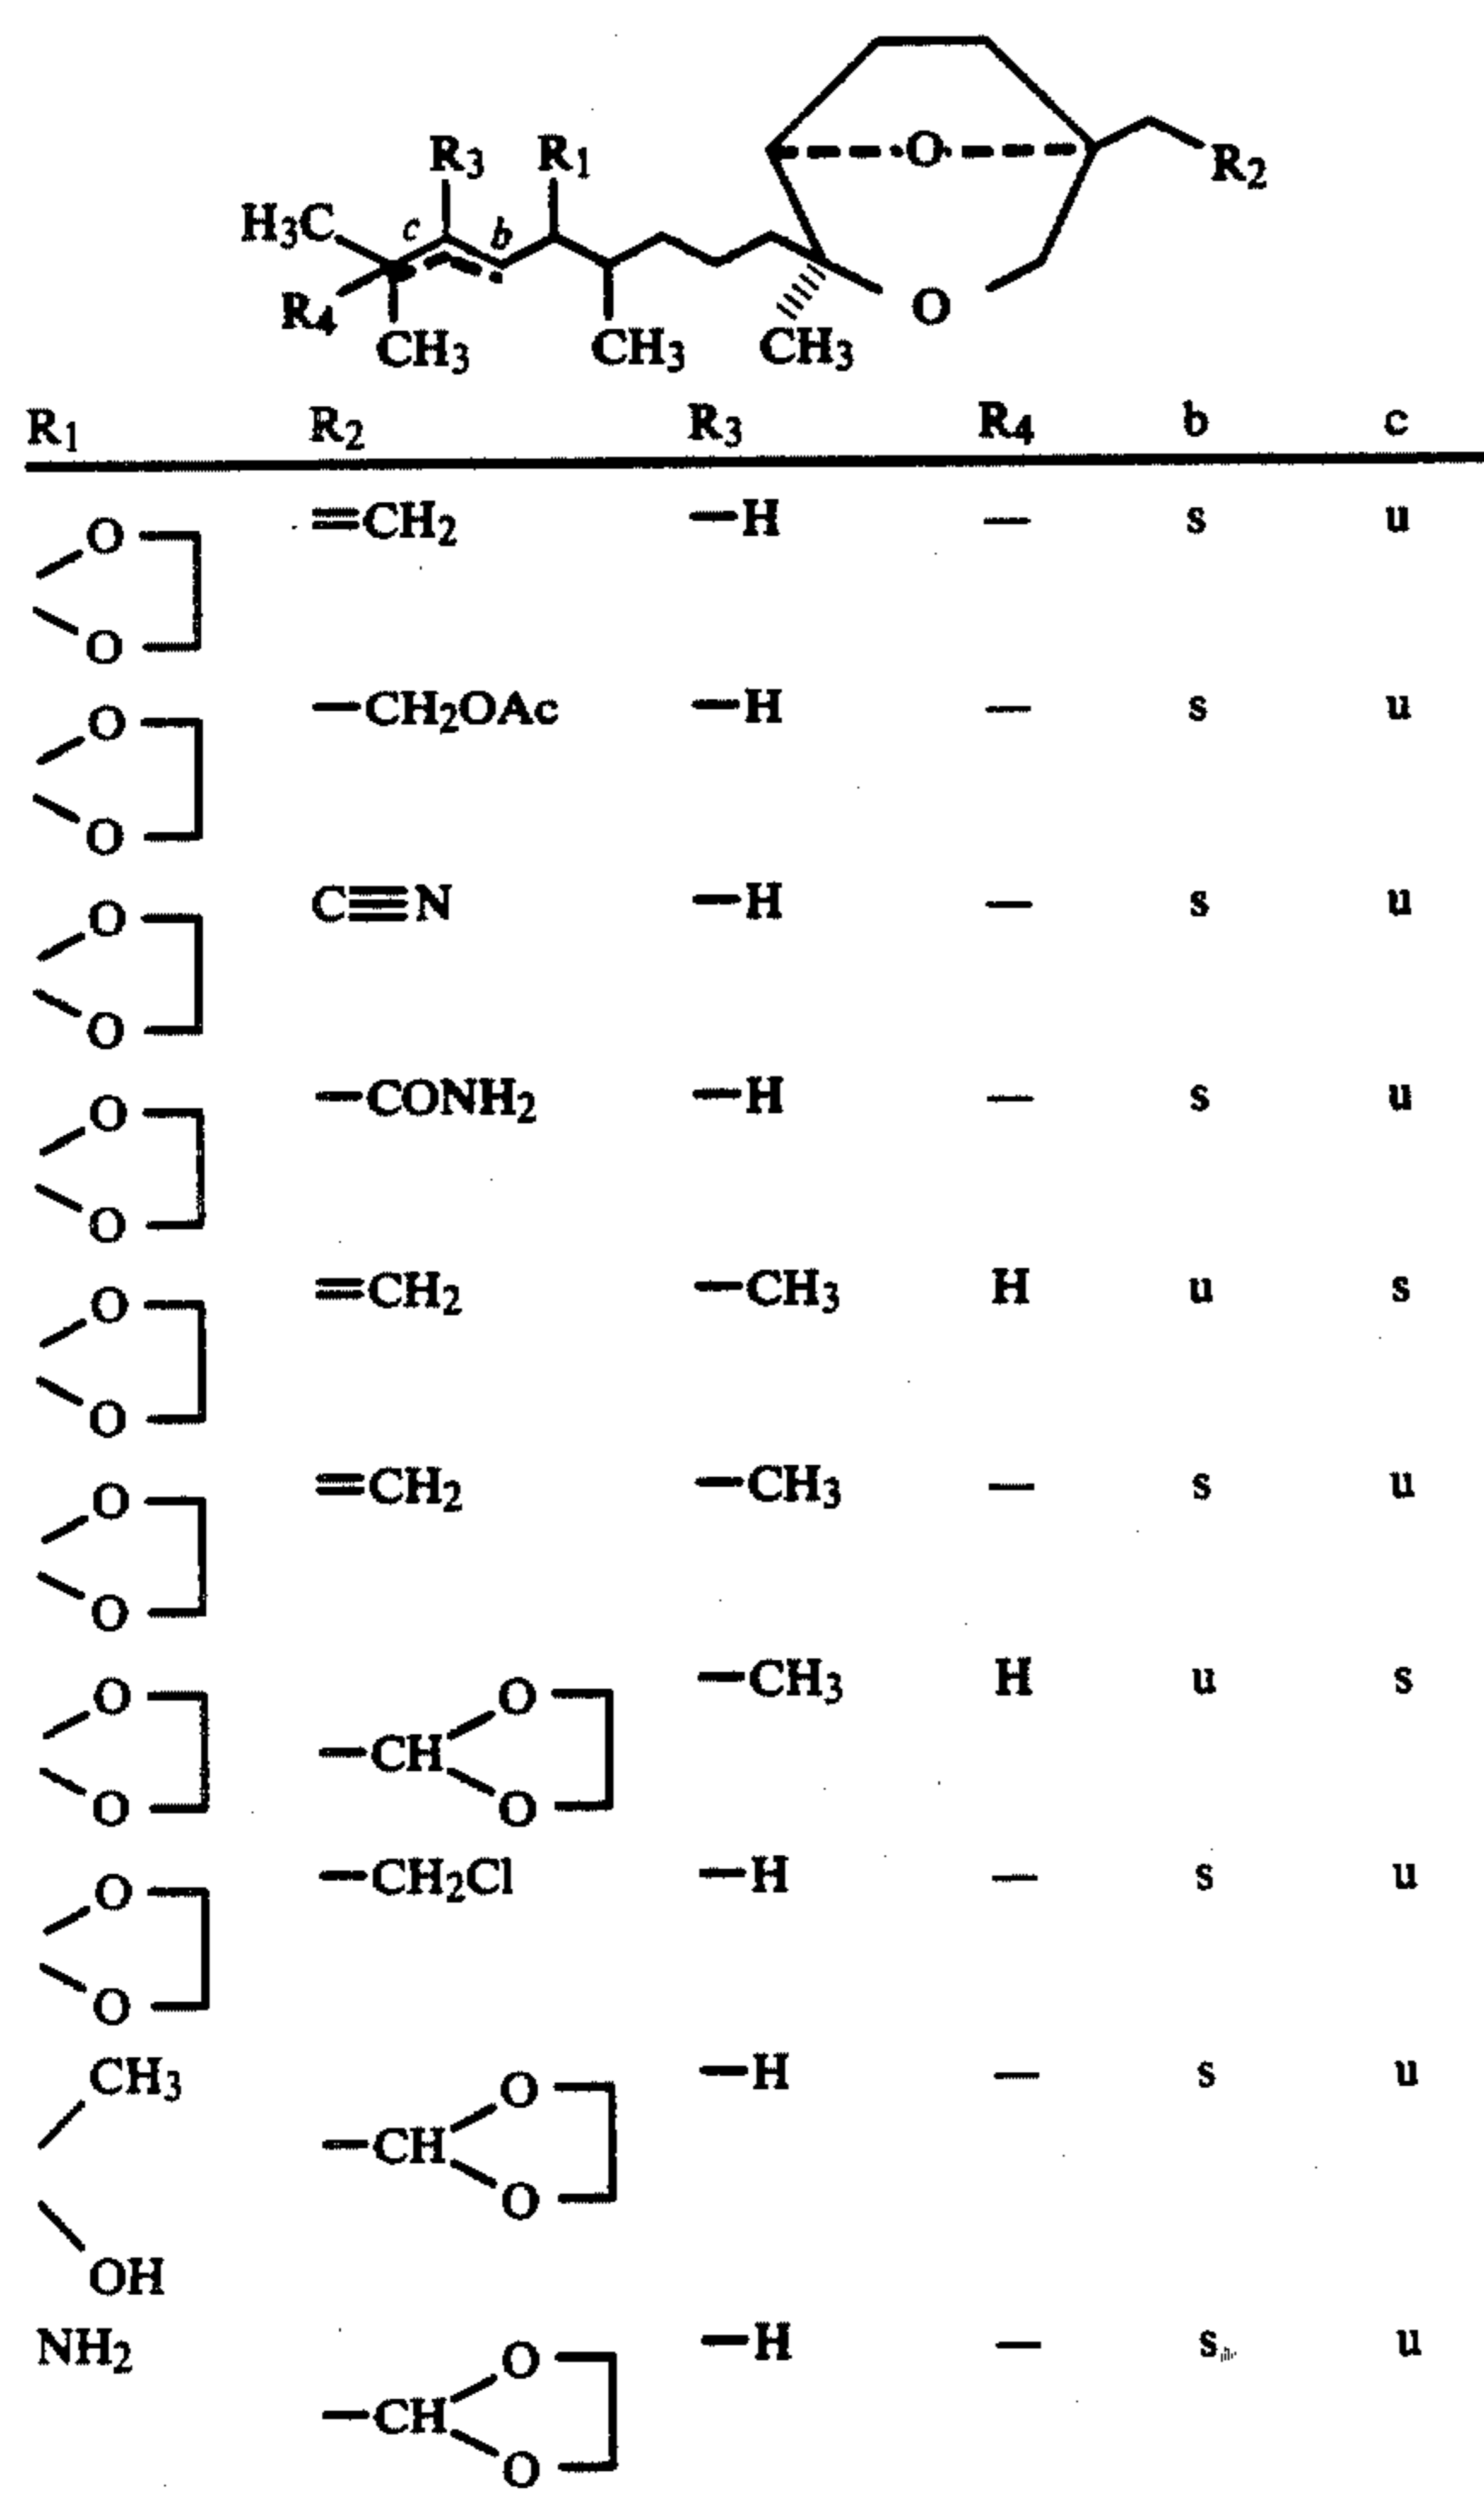 O
R3 R1 R2
H3C c b
R4 O
CH3 CH3 CH3
R1 R2 R3 R4 b c
O =CH2 —H — s u
O
O —CH2OAc —H — s u
O
O C≡N —H — s u
O
O —CONH2 —H — s u
O
O =CH2 —CH3 H u s
O
O =CH2 —CH3 — s u
O
O O —CH3 H u s
—CH
O O
O —CH2Cl —H — s u
O
CH3 O —H — s u
—CH
O
OH
NH2 O —H — s u
—CH
O